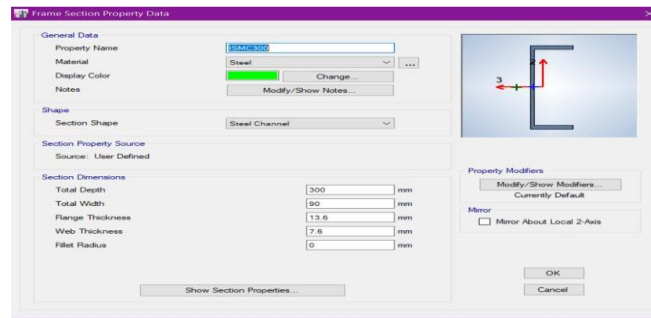 Frame Section Property Data
General Data
Property Name ISMC300
Material Steel ...
Display Color Change...
Notes Modify/Show Notes...
Shape
Section Shape Steel Channel
Section Property Source
Source: User Defined
Section Dimensions
Total Depth 300 mm
Total Width 90 mm
Flange Thickness 13.6 mm
Web Thickness 7.6 mm
Fillet Radius 0 mm
Show Section Properties...
2
3
Property Modifiers
Modify/Show Modifiers...
Currently Default
Mirror
Mirror About Local 2-Axis
OK
Cancel